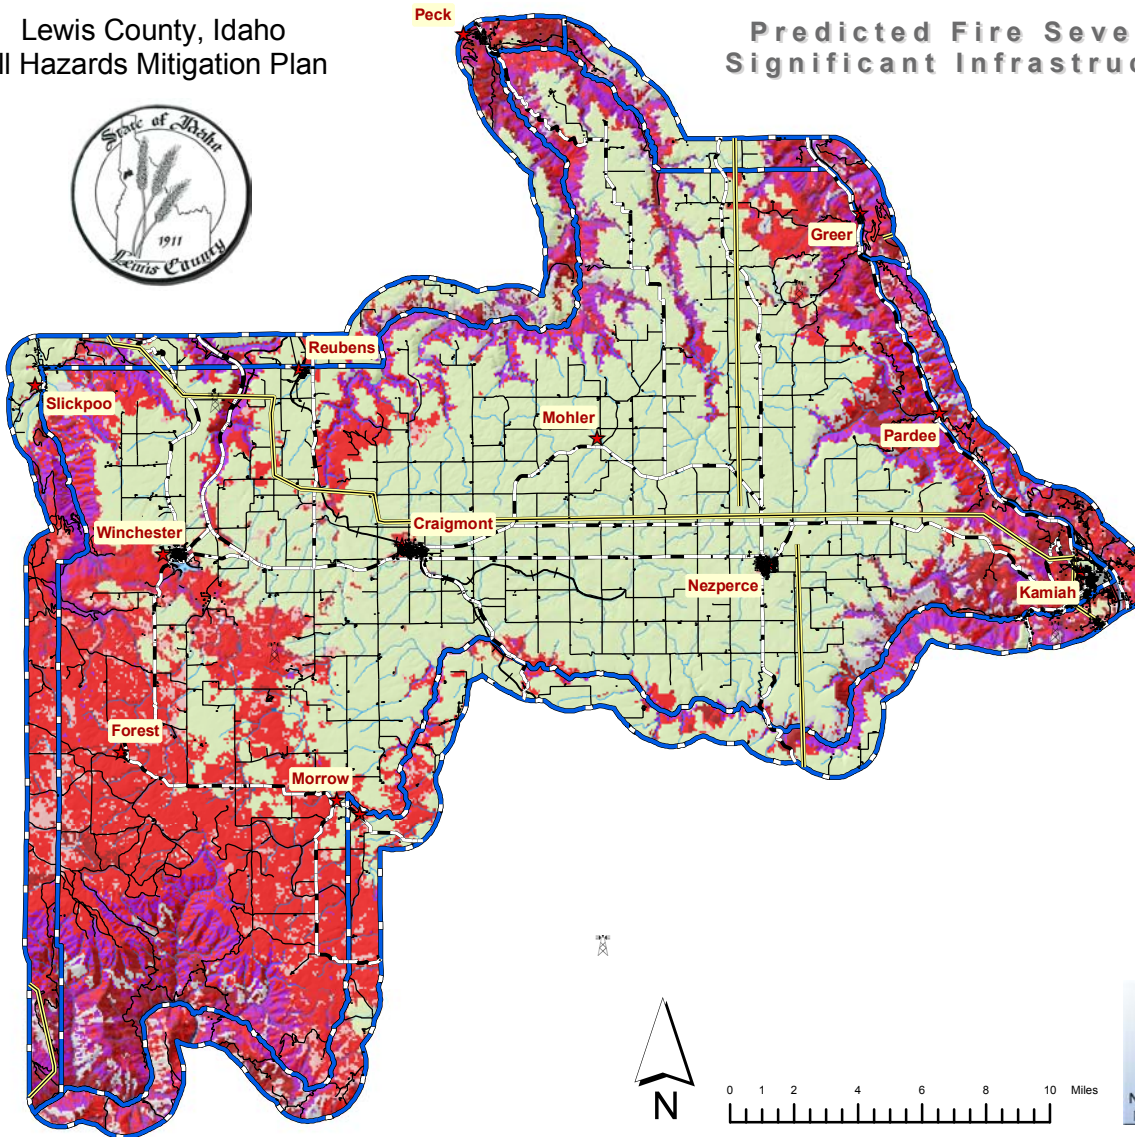 Lewis County, Idaho
ll Hazards Mitigation Plan
Predicted Fire Seve
Significant Infrastruc
State of Idaho
1911
Lewis County
Peck
Greer
Reubens
Slickpoo
Mohler
Pardee
Winchester
Craigmont
Nezperce
Kamiah
Forest
Morrow
N
0 1 2 4 6 8 10 Miles
N